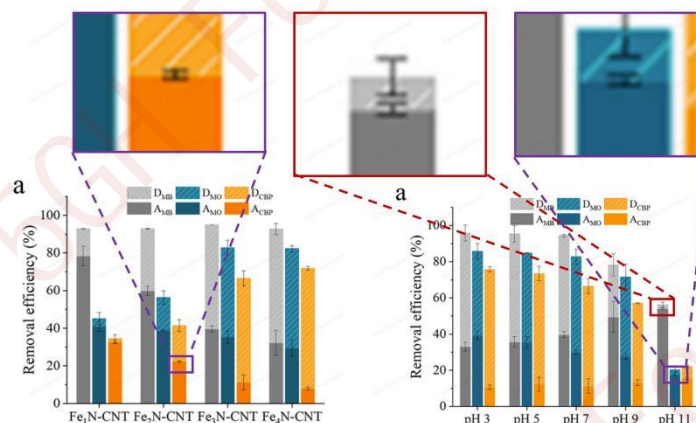 a
D_MB D_MO D_CBP
A_MB A_MO A_CBP
Removal efficiency (%)
100
80
60
40
20
0
Fe₁N-CNT Fe₂N-CNT Fe₃N-CNT Fe₄N-CNT
a
D_MB D_MO D_CBP
A_MB A_MO A_CBP
Removal efficiency (%)
100
80
60
40
20
0
pH 3 pH 5 pH 7 pH 9 pH 11